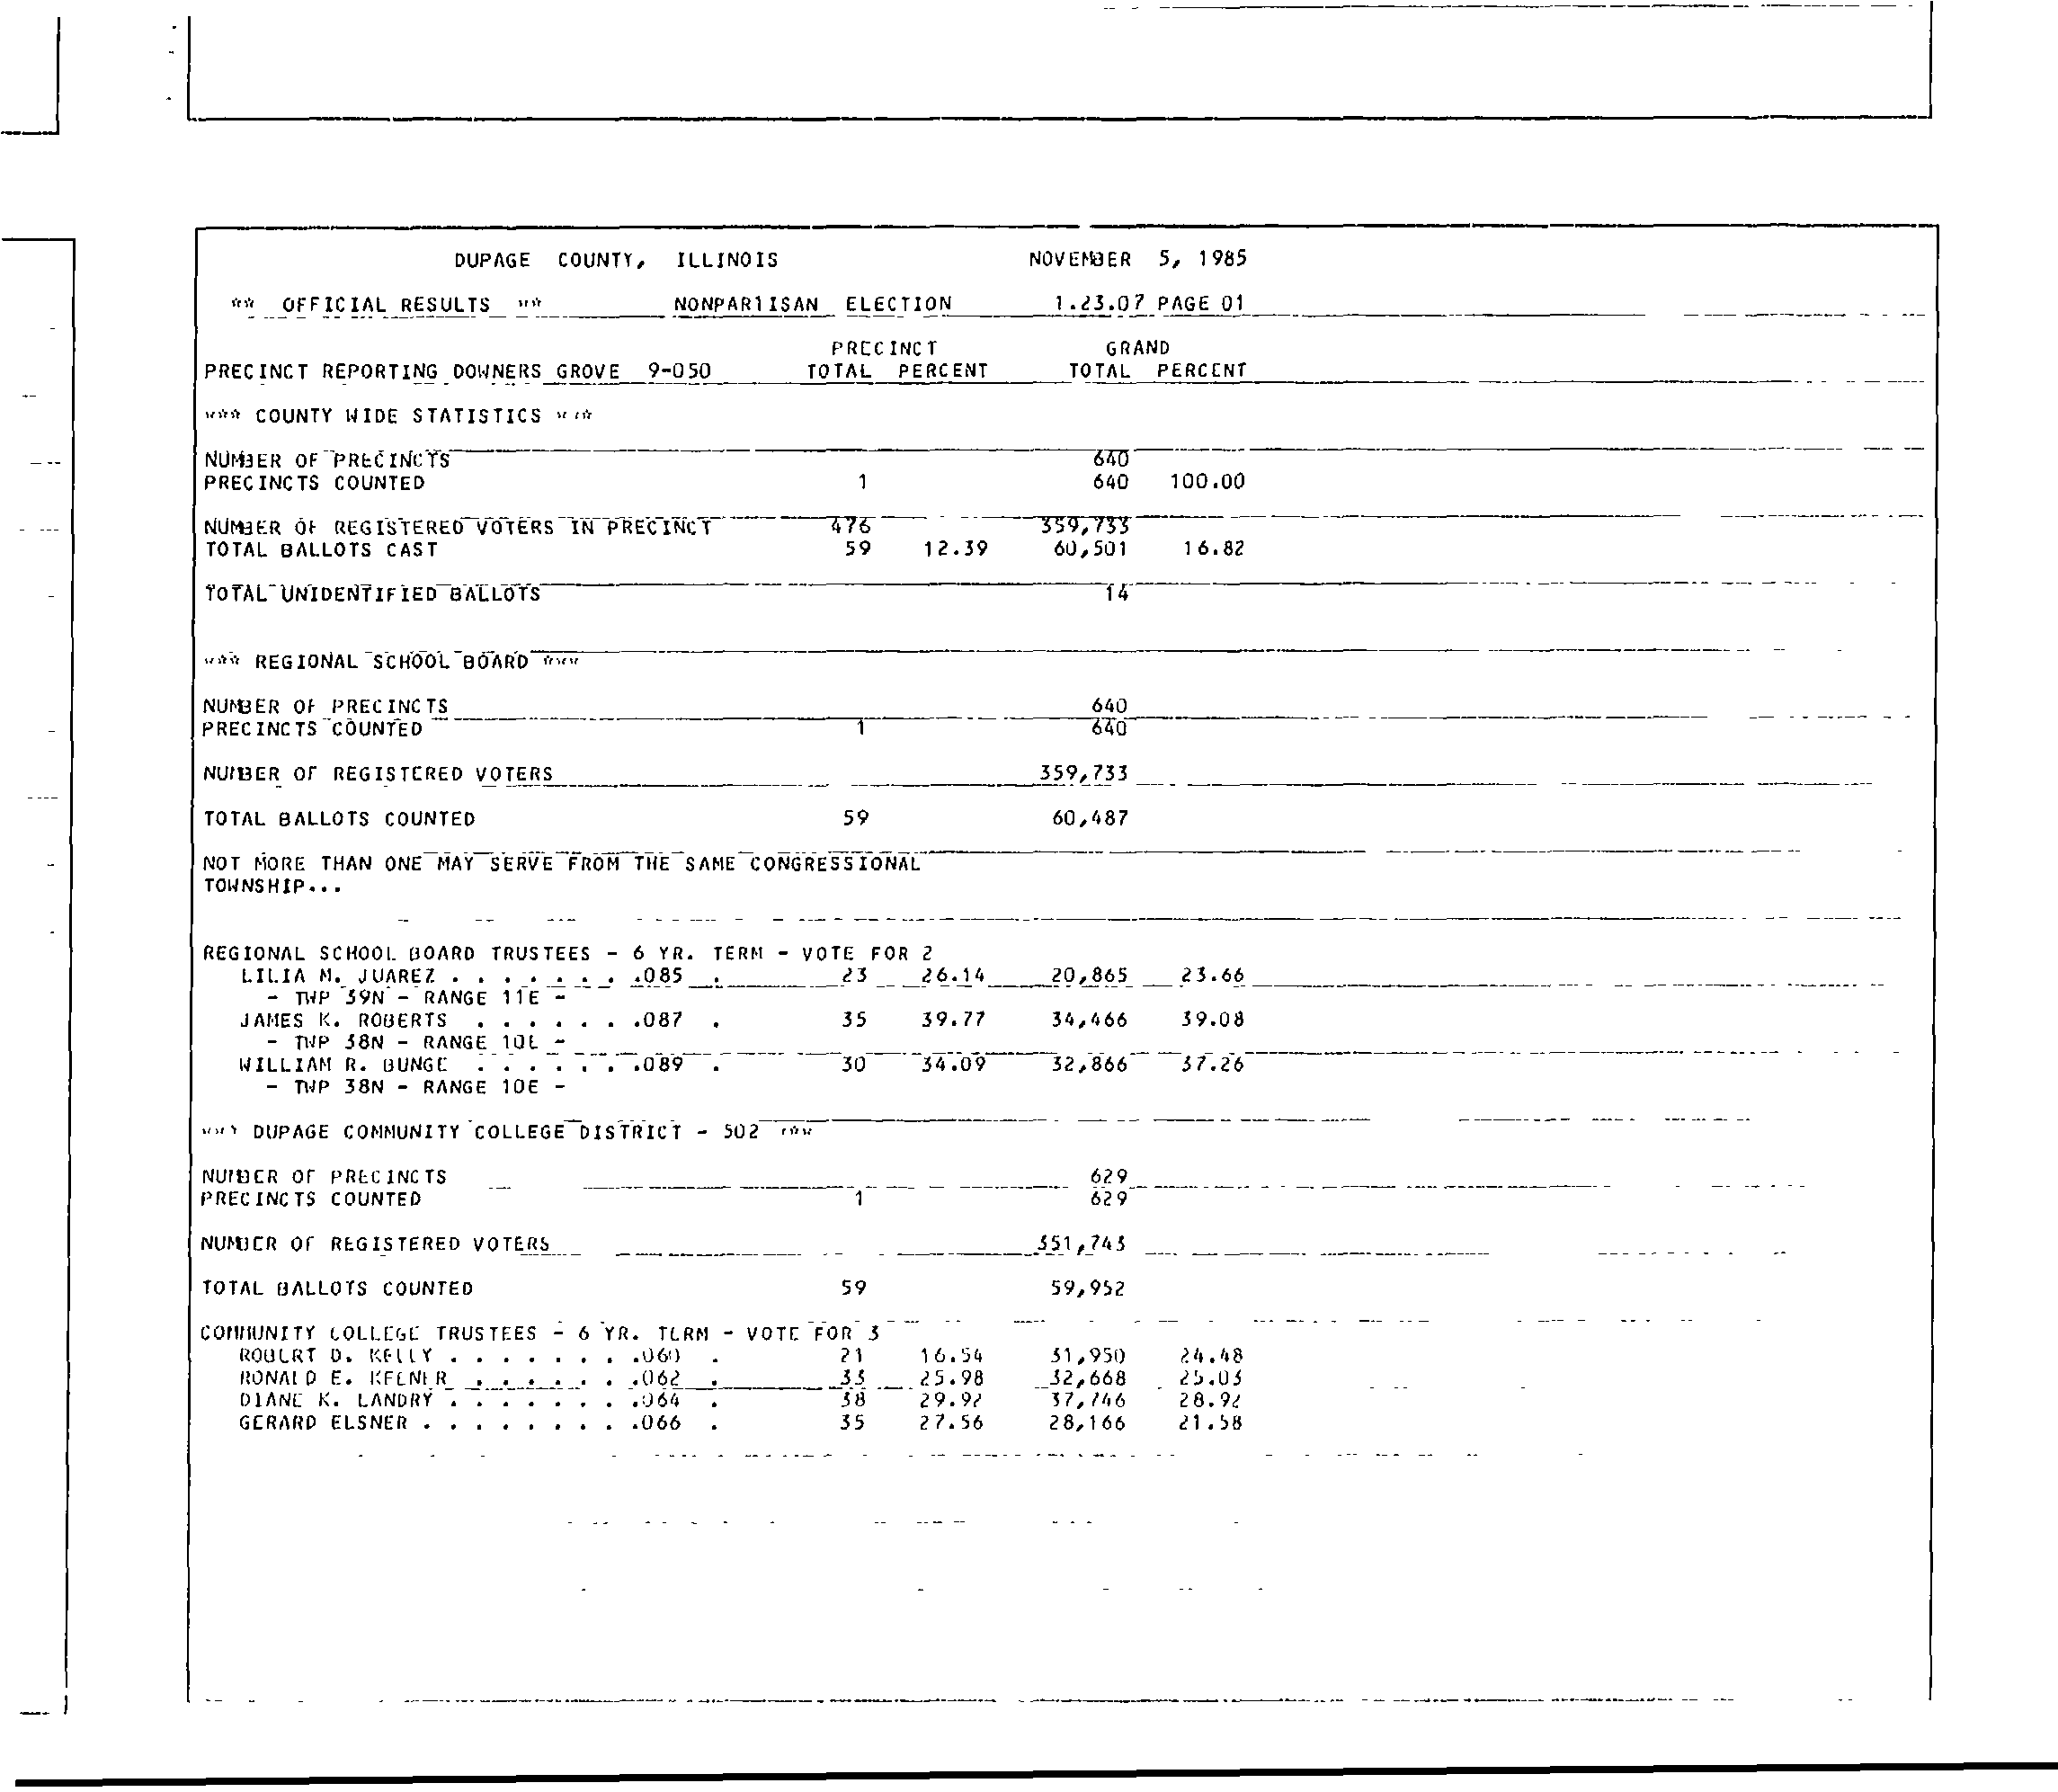 DUPAGE COUNTY, ILLINOIS NOVEMBER 5, 1985
** OFFICIAL RESULTS ** NONPARTISAN ELECTION 1.23.07 PAGE 01
PRECINCT GRAND
PRECINCT REPORTING DOWNERS GROVE 9-050 TOTAL PERCENT TOTAL PERCENT
*** COUNTY WIDE STATISTICS ***
NUMBER OF PRECINCTS 640
PRECINCTS COUNTED 1 640 100.00
NUMBER OF REGISTERED VOTERS IN PRECINCT 476 359,733
TOTAL BALLOTS CAST 59 12.39 60,501 16.82
TOTAL UNIDENTIFIED BALLOTS 14
*** REGIONAL SCHOOL BOARD ***
NUMBER OF PRECINCTS 640
PRECINCTS COUNTED 1 640
NUMBER OF REGISTERED VOTERS 359,733
TOTAL BALLOTS COUNTED 59 60,487
NOT MORE THAN ONE MAY SERVE FROM THE SAME CONGRESSIONAL
TOWNSHIP...
REGIONAL SCHOOL BOARD TRUSTEES - 6 YR. TERM - VOTE FOR 2
LILIA M. JUAREZ . . . . . . . .085 . 23 26.14 20,865 23.66
- TWP 39N - RANGE 11E -
JAMES K. ROBERTS . . . . . . .087 . 35 39.77 34,466 39.08
- TWP 38N - RANGE 10E -
WILLIAM R. BUNGE . . . . . . .089 . 30 34.09 32,866 37.26
- TWP 38N - RANGE 10E -
*** DUPAGE COMMUNITY COLLEGE DISTRICT - 502 ***
NUMBER OF PRECINCTS 629
PRECINCTS COUNTED 1 629
NUMBER OF REGISTERED VOTERS 351,743
TOTAL BALLOTS COUNTED 59 59,952
COMMUNITY COLLEGE TRUSTEES - 6 YR. TERM - VOTE FOR 3
ROBERT D. KELLY . . . . . . . .060 . 21 16.54 31,950 24.48
RONALD E. KEENER . . . . . . .062 . 33 25.98 32,668 25.03
DIANE K. LANDRY . . . . . . . .064 . 38 29.92 37,746 28.92
GERARD ELSNER . . . . . . . . .066 . 35 27.56 28,166 21.58